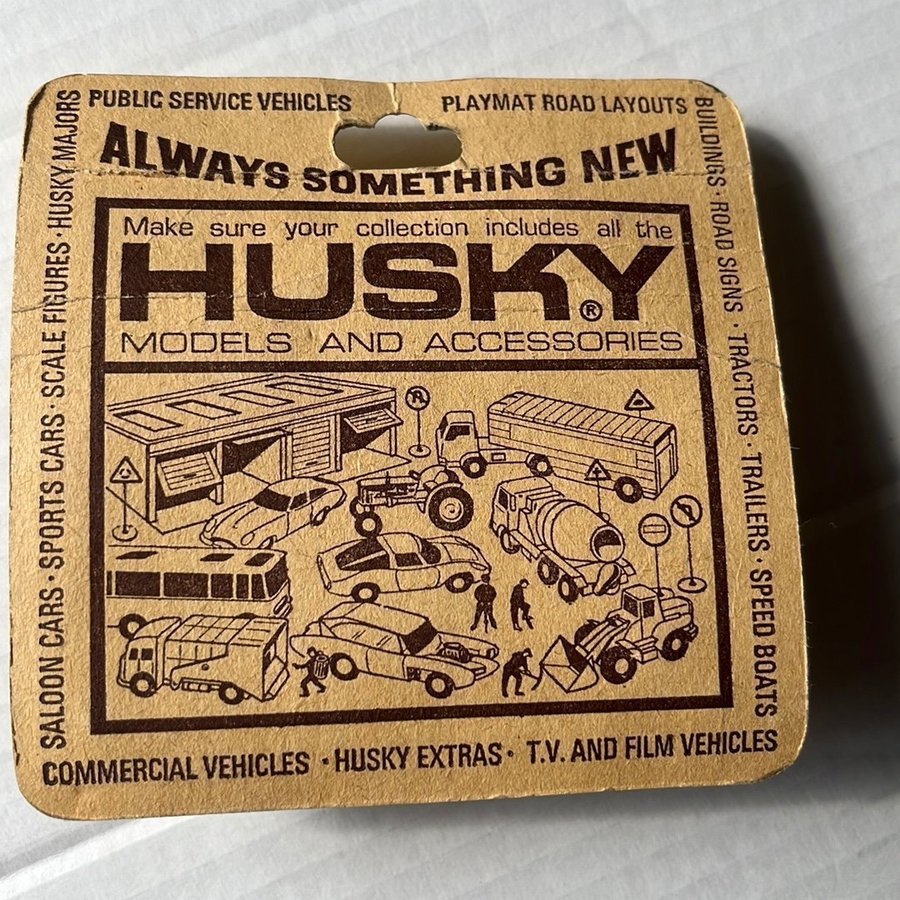 PUBLIC SERVICE VEHICLES
PLAYMAT ROAD LAYOUTS
ALWAYS SOMETHING NEW
Make sure your collection includes all the
HUSKY®
MODELS AND ACCESSORIES
SALOON CARS · SPORTS CARS · SCALE FIGURES · HUSKY MAJORS
BUILDINGS · ROAD SIGNS · TRACTORS · TRAILERS · SPEED BOATS
COMMERCIAL VEHICLES · HUSKY EXTRAS · T.V. AND FILM VEHICLES